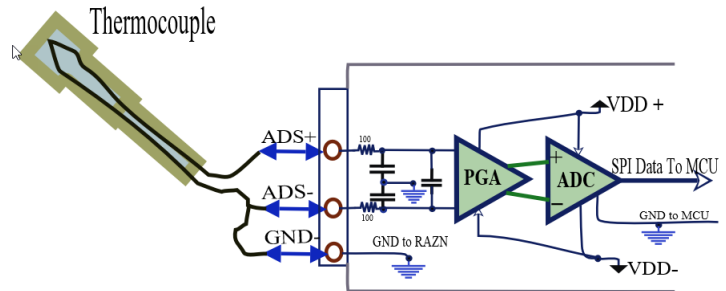 Thermocouple
VDD +
ADS+
100
SPI Data To MCU
PGA
+
ADC
−
ADS-
100
GND to MCU
GND-
GND to RAZN
VDD-